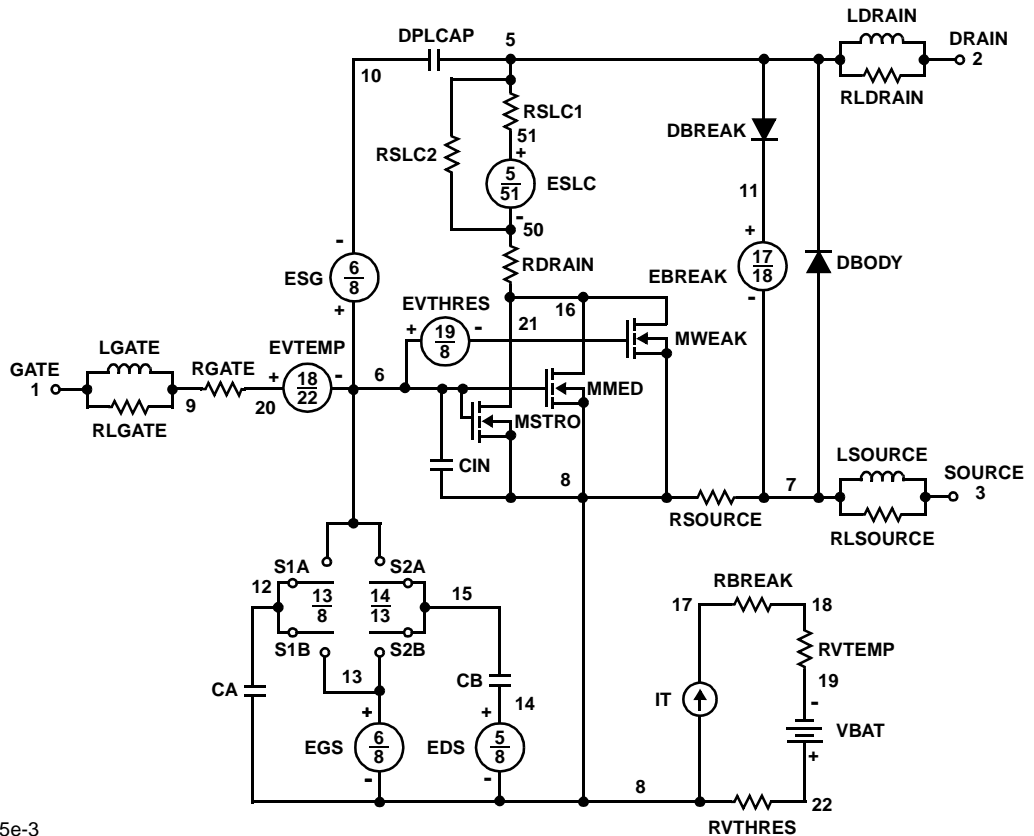 LDRAIN
DPLCAP 5 DRAIN
10 2
RSLC1 RLDRAIN
51 DBREAK
RSLC2 +
5
51 ESLC
11
-
50
- +
6
8 ESG
RDRAIN EBREAK 17
18 DBODY
+ EVTHRES 16 -
+ 19
8 - 21
MWEAK
LGATE EVTEMP
GATE RGATE + 18
22 - 6
1 9 20 MMED
RLGATE MSTRO
CIN LSOURCE
8 7 SOURCE
3
RSOURCE
RLSOURCE
S1A S2A
12 13
8 14
13 15 RBREAK
17 18
S1B S2B RVTEMP
13 CB 19
CA 14 IT -
+ + VBAT
EGS 6
8 EDS 5
8 +
- - 8 22
RVTHRES
5e-3